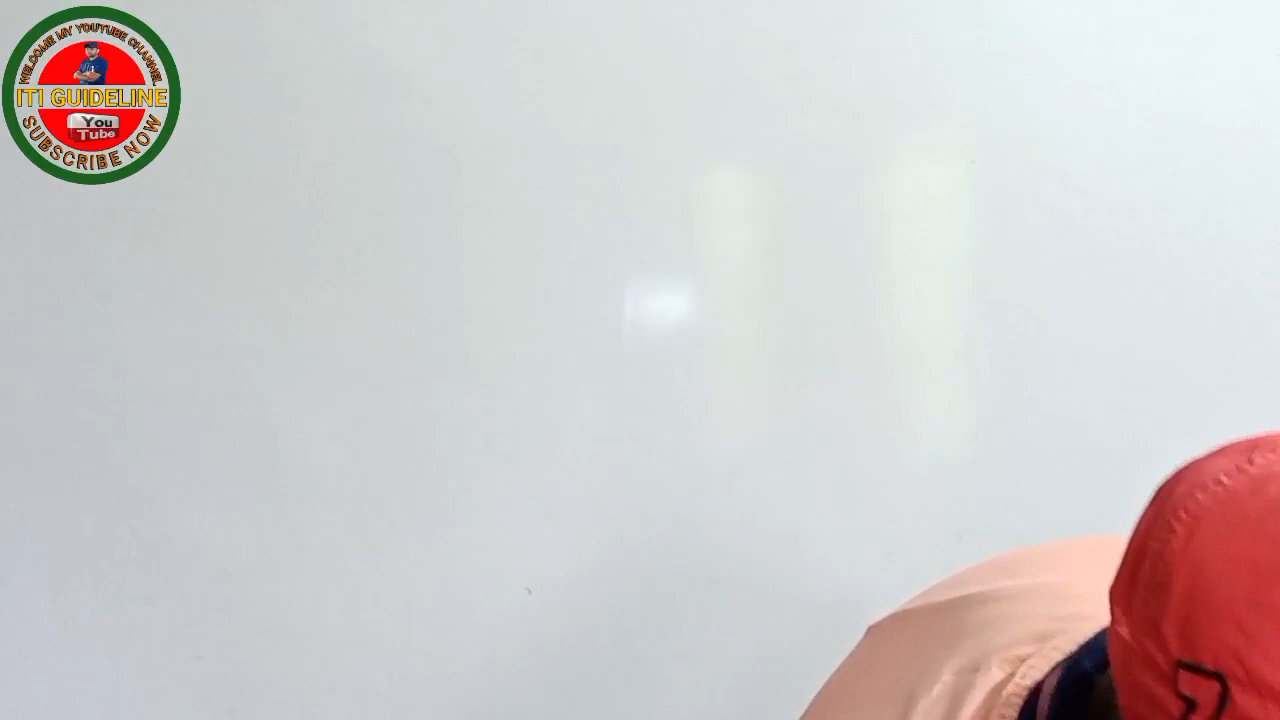 WELCOME MY YOUTUBE CHANNEL
ITI GUIDELINE
You
Tube
SUBSCRIBE NOW